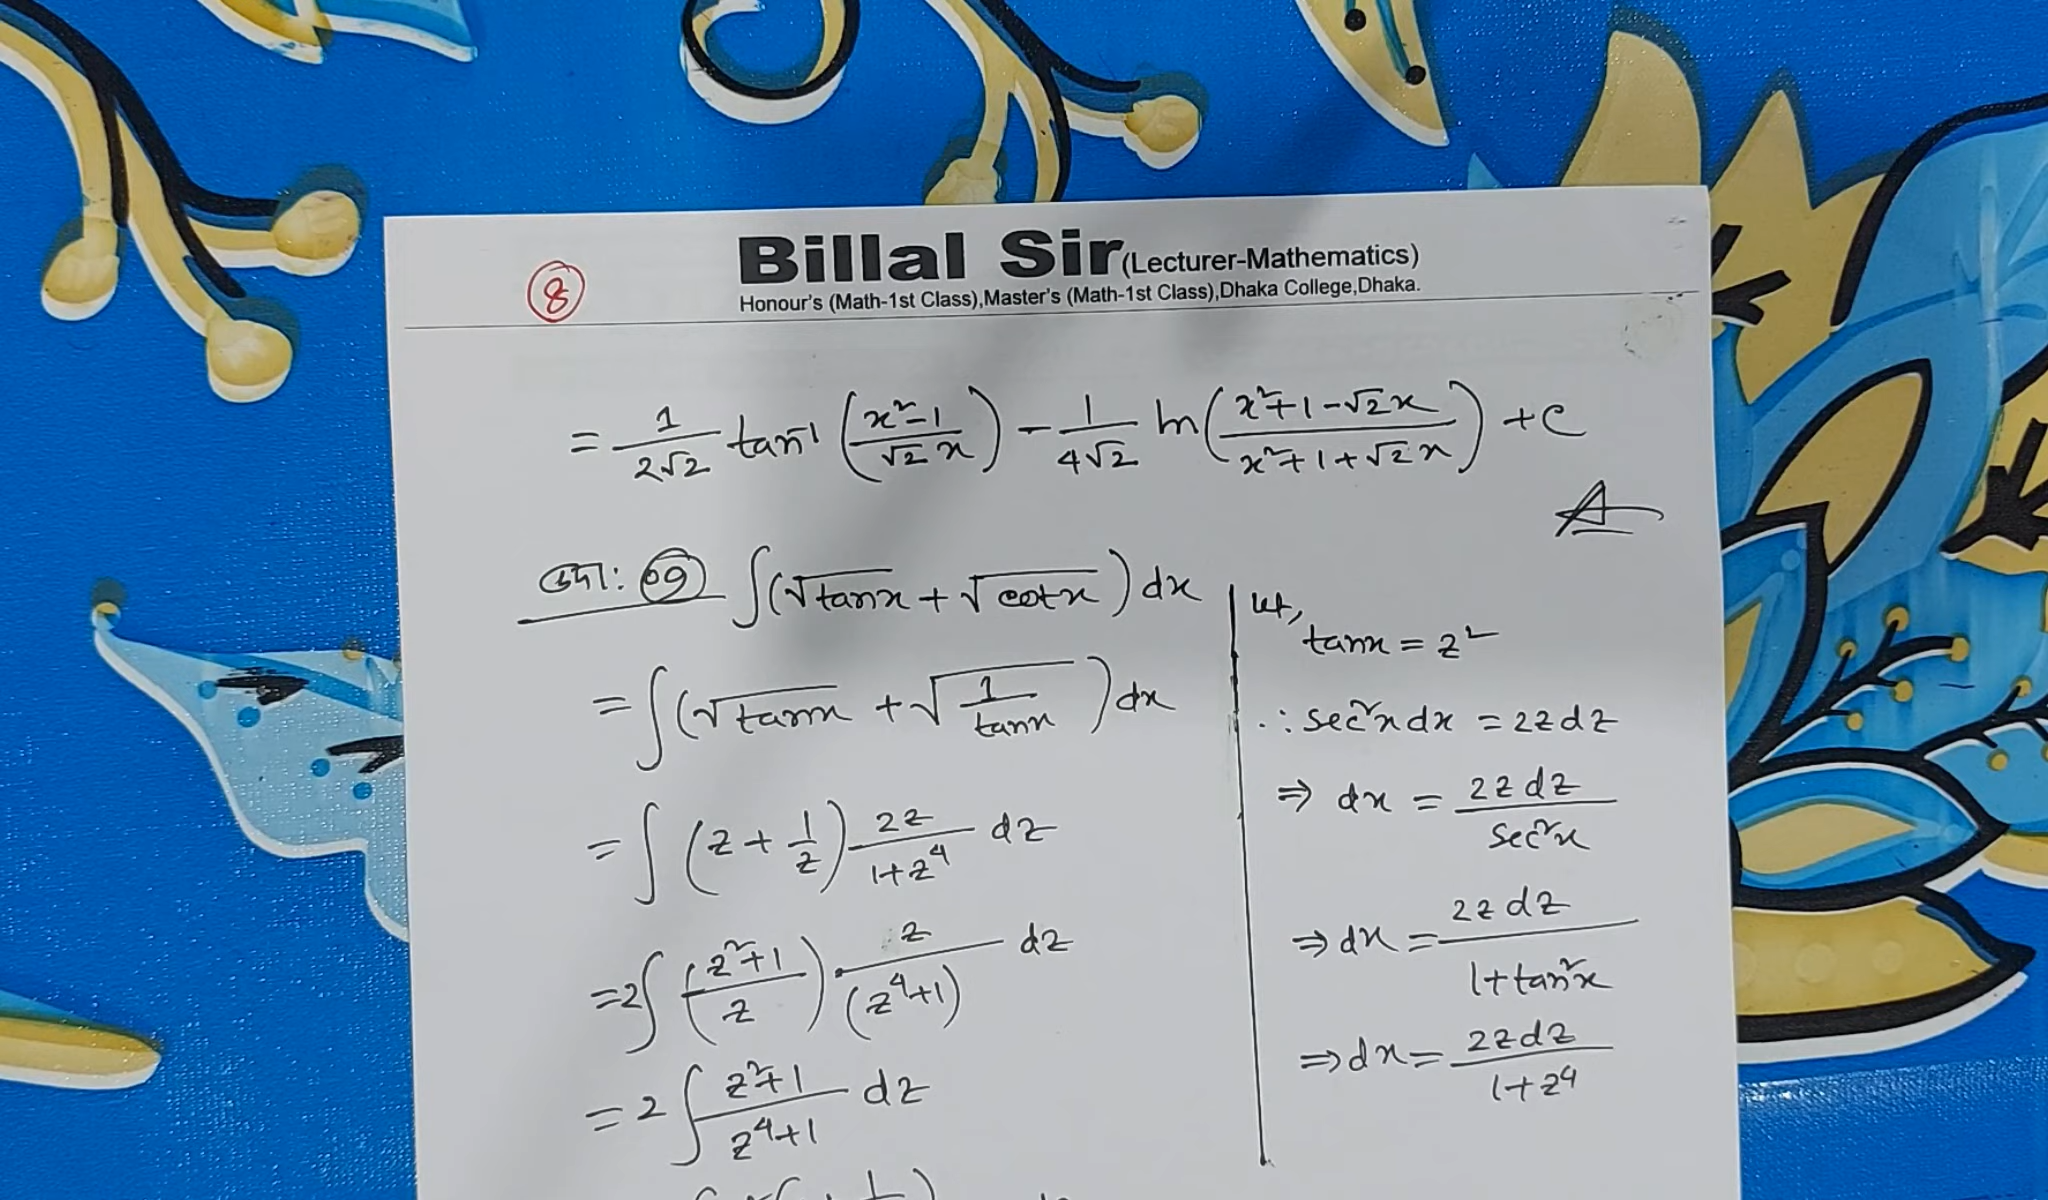 Billal Sir (Lecturer-Mathematics)
⑧
Honour's (Math-1st Class),Master's (Math-1st Class),Dhaka College,Dhaka.
= 1/(2√2) tan⁻¹ ((x²-1)/(√2 x)) - 1/(4√2) ln((x²+1-√2x)/(x²+1+√2x)) + c
উদা: ০৯ ∫(√tanx + √cotx) dx
= ∫(√tanx + √(1/tanx)) dx
= ∫(z + 1/z) 2z/(1+z⁴) dz
= 2∫((z²+1)/z) · z/(z⁴+1) dz
= 2∫ (z²+1)/(z⁴+1) dz
let,
tanx = z²
∴ sec²x dx = 2z dz
⇒ dx = 2z dz/sec²x
⇒ dx = 2z dz/(1+tan²x)
⇒ dx = 2z dz/(1+z⁴)